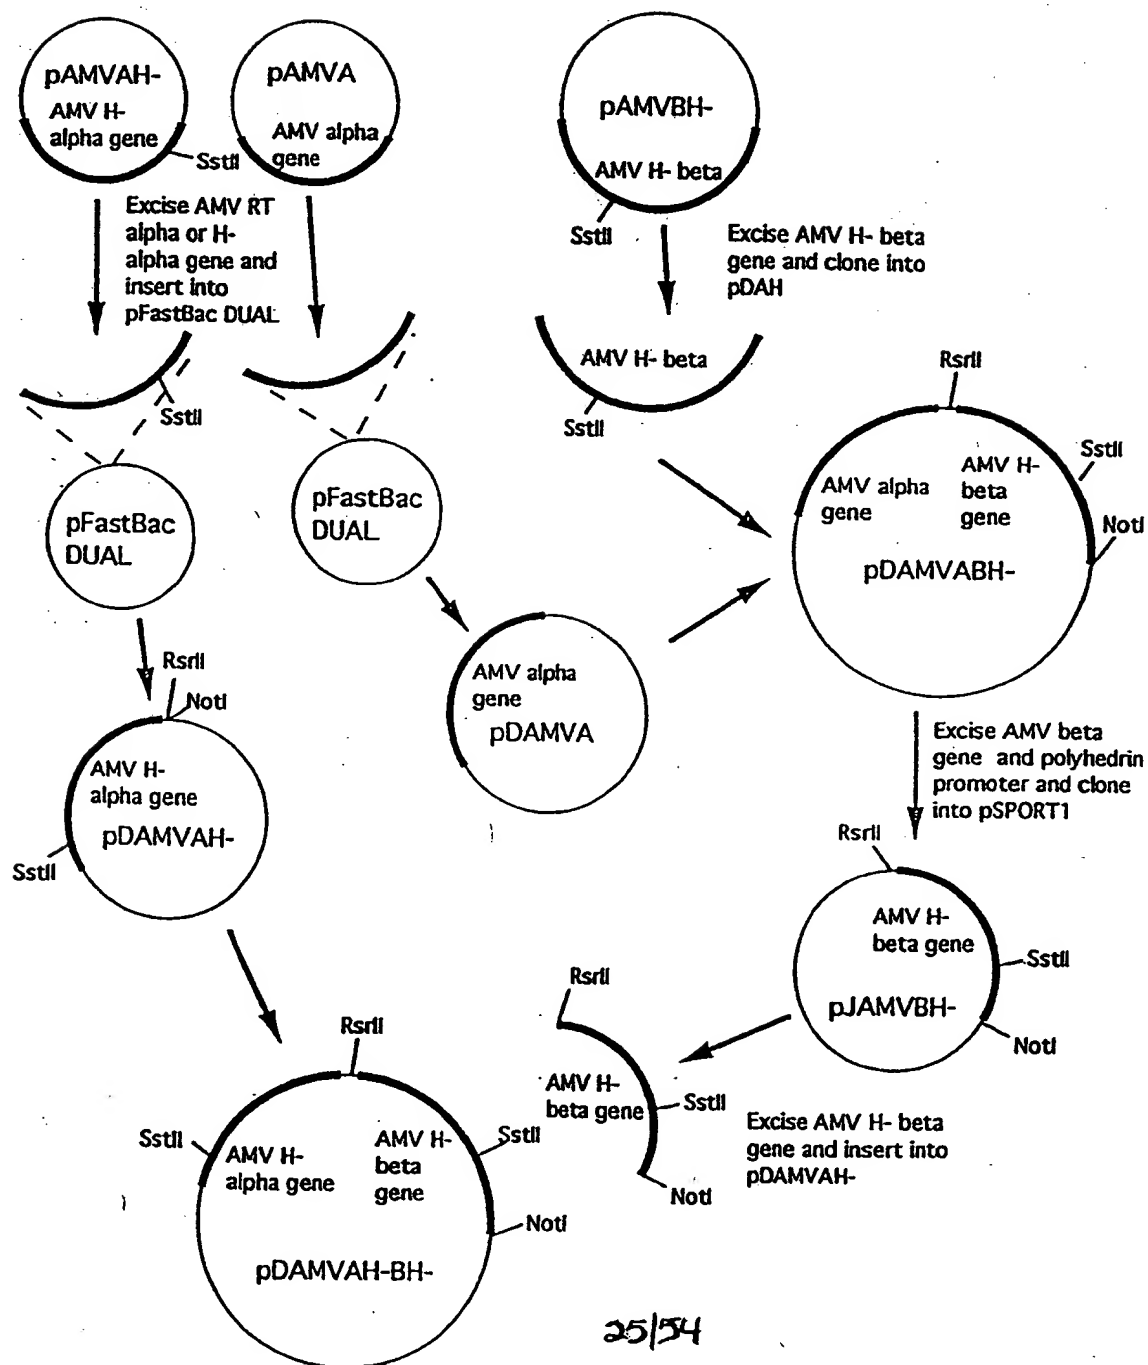 pAMVAH-
AMV H-
alpha gene
SstII
pAMVA
AMV alpha
gene
pAMVBH-
AMV H- beta
SstII
Excise AMV RT
alpha or H-
alpha gene and
insert into
pFastBac DUAL
Excise AMV H- beta
gene and clone into
pDAH
SstII
AMV H- beta
SstII
pFastBac
DUAL
pFastBac
DUAL
RsrII
SstII
AMV alpha
gene
AMV H-
beta
gene
NotI
pDAMVABH-
RsrII
NotI
AMV H-
alpha gene
pDAMVAH-
SstII
AMV alpha
gene
pDAMVA
Excise AMV beta
gene and polyhedrin
promoter and clone
into pSPORT1
RsrII
AMV H-
beta gene
SstII
pJAMVBH-
NotI
RsrII
AMV H-
beta gene
SstII
NotI
Excise AMV H- beta
gene and insert into
pDAMVAH-
RsrII
SstII
AMV H-
alpha gene
AMV H-
beta
gene
SstII
NotI
pDAMVAH-BH-
25/54